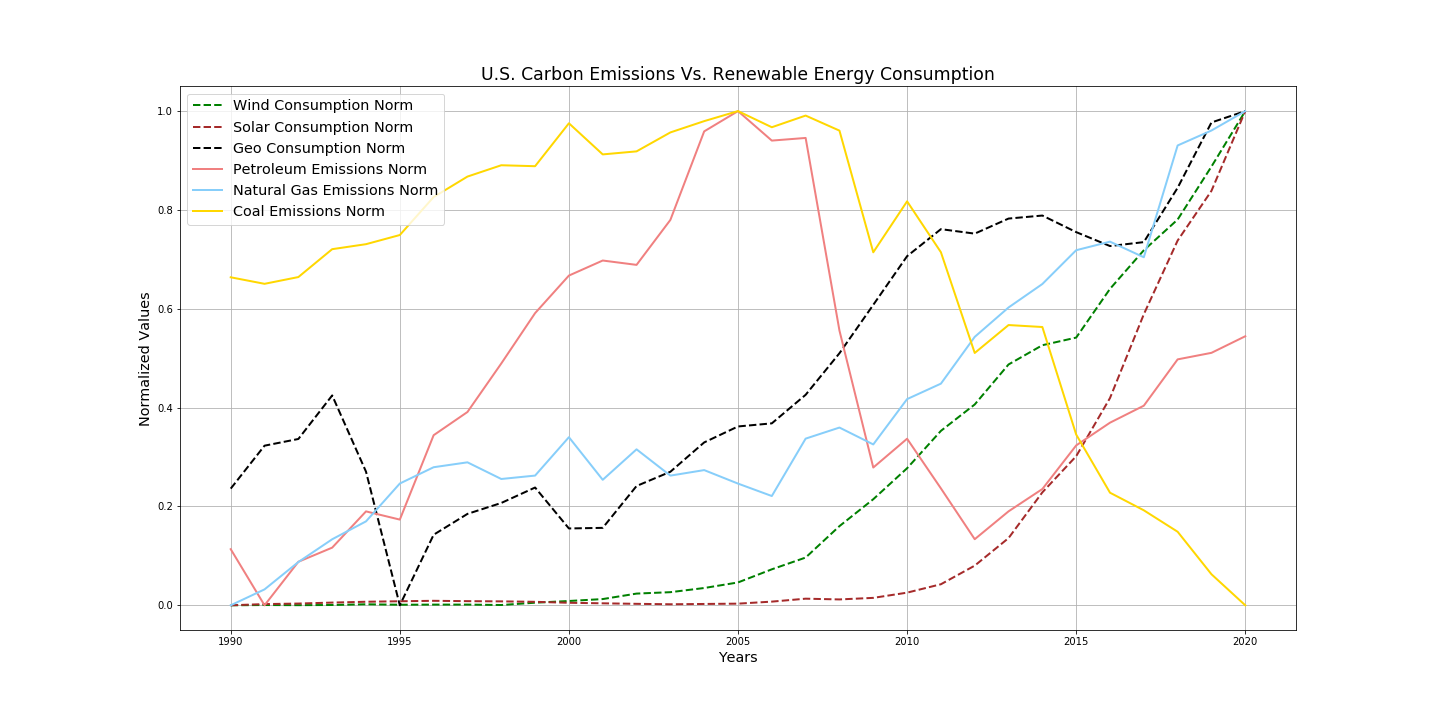 U.S. Carbon Emissions Vs. Renewable Energy Consumption
Wind Consumption Norm
Solar Consumption Norm
Geo Consumption Norm
Petroleum Emissions Norm
Natural Gas Emissions Norm
Coal Emissions Norm
1.0
0.8
0.6
0.4
0.2
0.0
Normalized Values
1990 1995 2000 2005 2010 2015 2020
Years